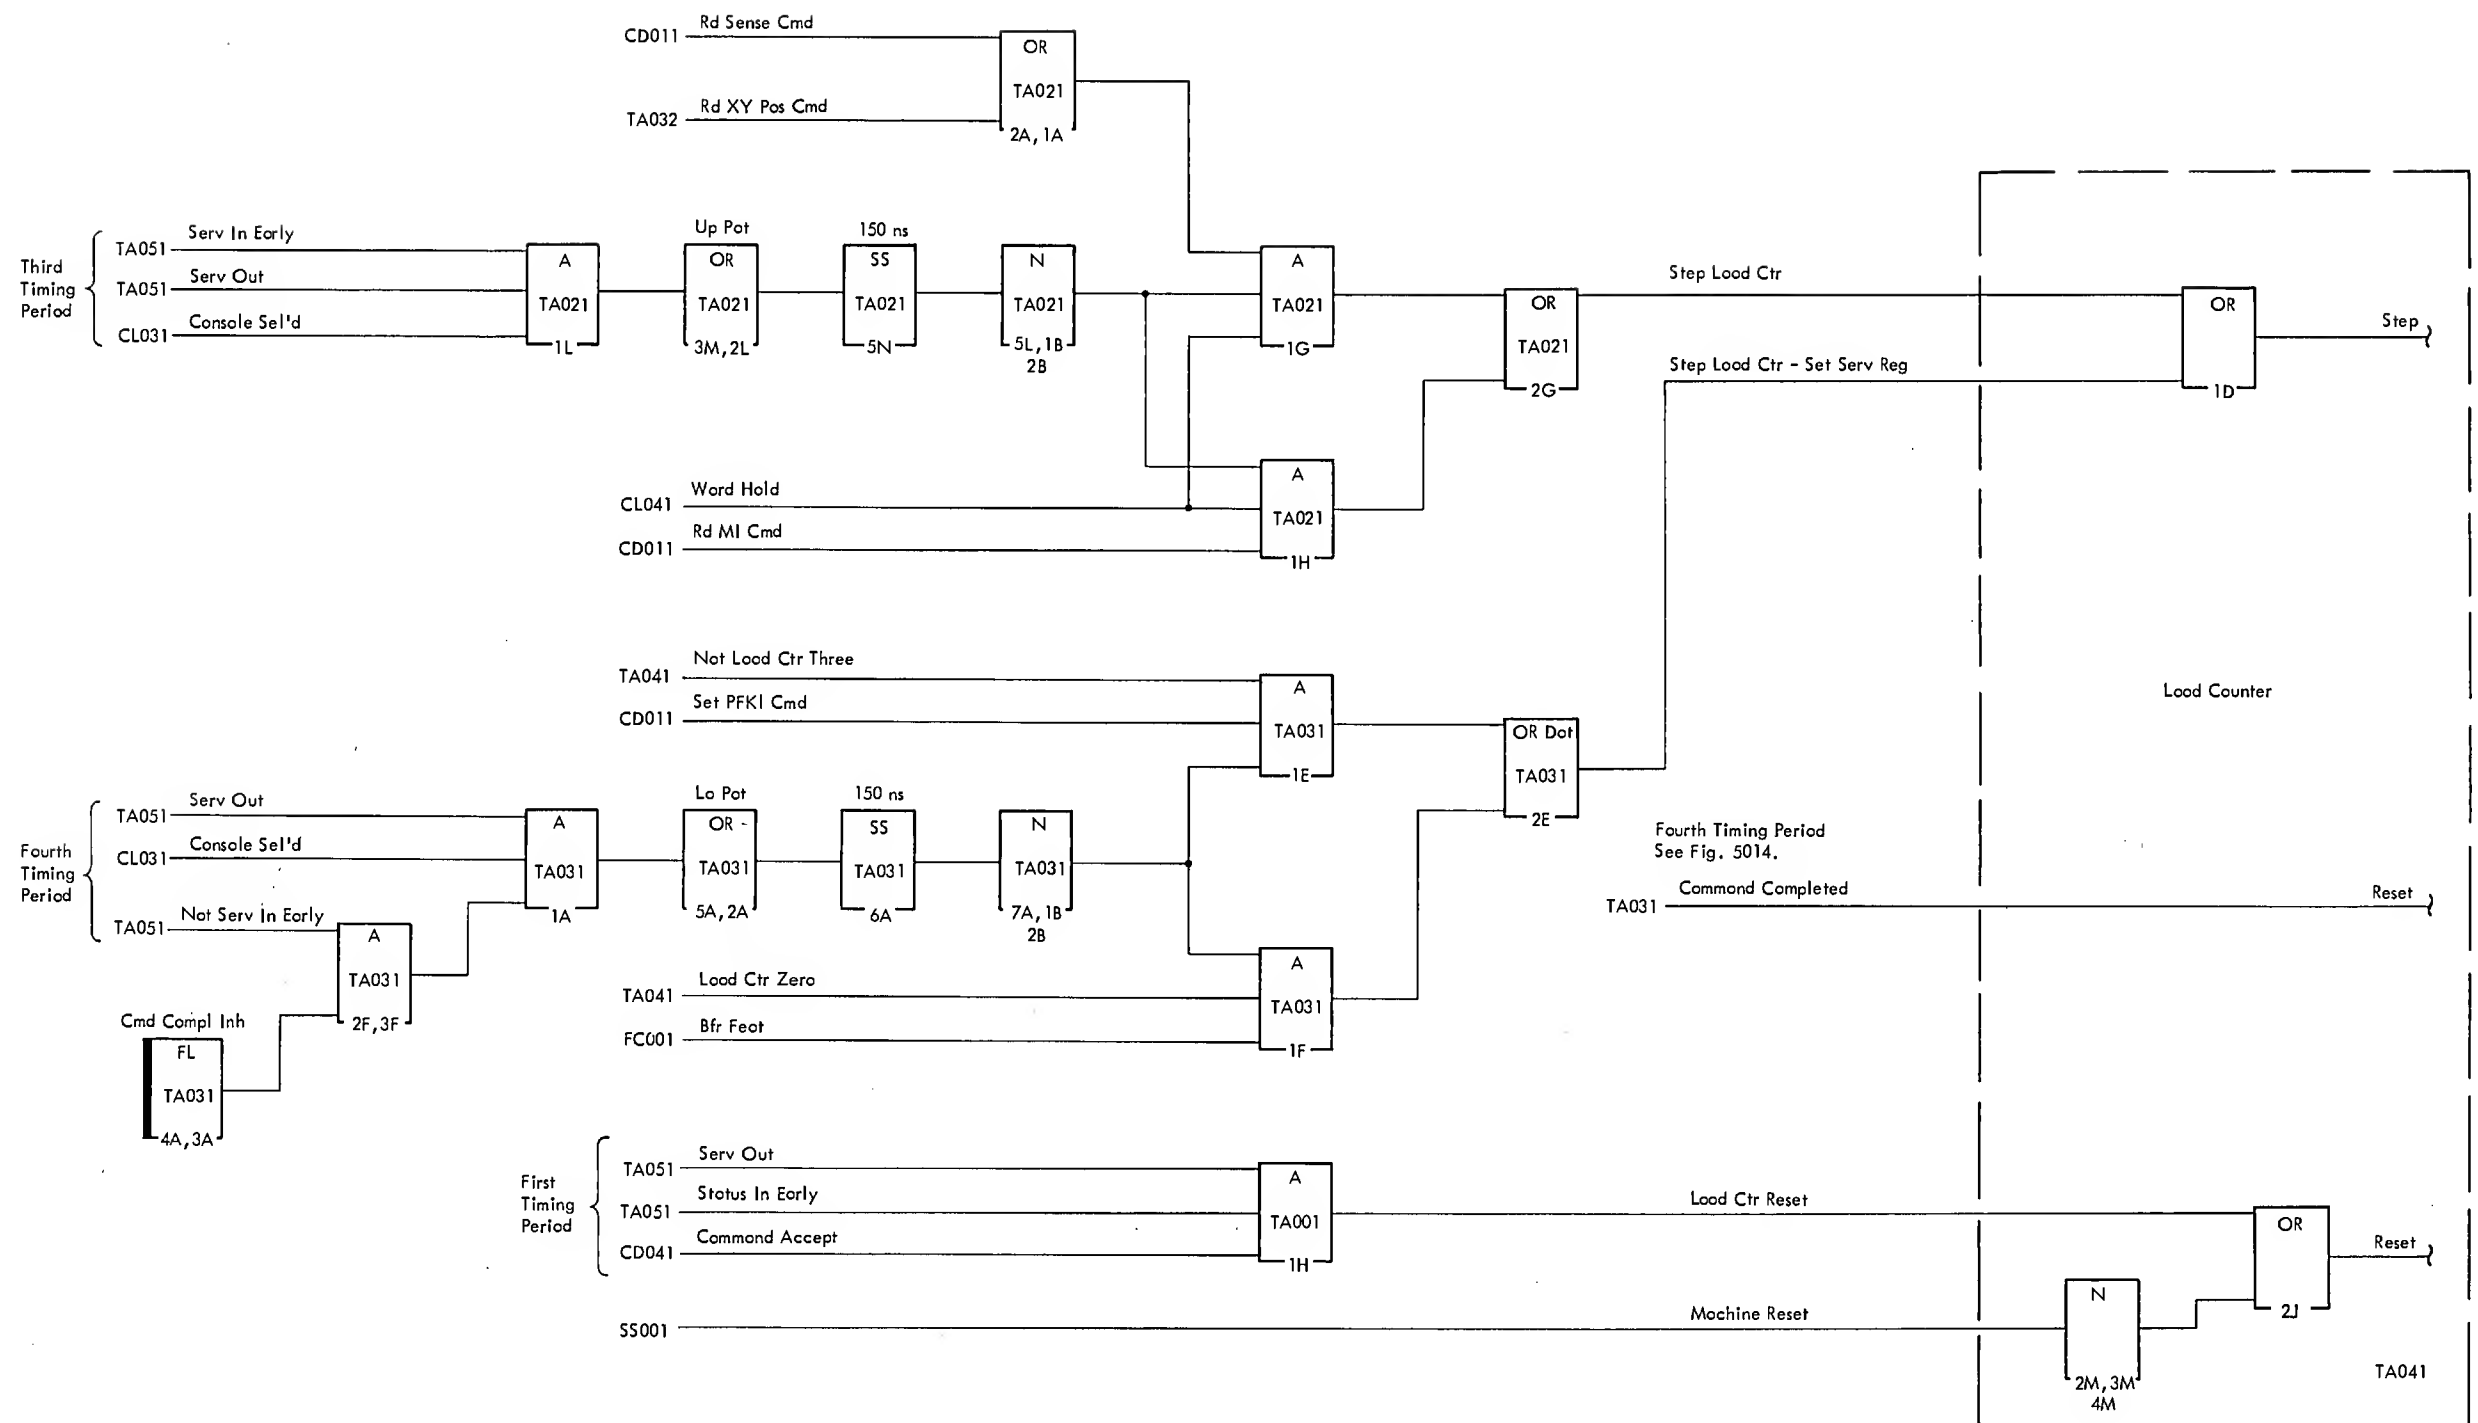 CD011 Rd Sense Cmd
TA032 Rd XY Pos Cmd
OR
TA021
2A, 1A
Third
Timing
Period
TA051 Serv In Early
TA051 Serv Out
CL031 Console Sel'd
A
TA021
1L
Up Pot
OR
TA021
3M, 2L
150 ns
SS
TA021
5N
N
TA021
5L, 1B
2B
A
TA021
1G
OR
TA021
2G
Step Load Ctr
Step Load Ctr - Set Serv Reg
OR
1D
Step
CL041 Word Hold
CD011 Rd MI Cmd
A
TA021
1H
TA041 Not Load Ctr Three
CD011 Set PFKI Cmd
A
TA031
1E
OR Dot
TA031
2E
Load Counter
Fourth
Timing
Period
TA051 Serv Out
CL031 Console Sel'd
TA051 Not Serv In Early
A
TA031
1A
Lo Pot
OR
TA031
5A, 2A
150 ns
SS
TA031
6A
N
TA031
7A, 1B
2B
A
TA031
2F, 3F
Cmd Compl Inh
FL
TA031
4A, 3A
TA041 Load Ctr Zero
FC001 Bfr Feat
A
TA031
1F
Fourth Timing Period
See Fig. 5014.
TA031 Command Completed
Reset
First
Timing
Period
TA051 Serv Out
TA051 Status In Early
CD041 Command Accept
A
TA001
1H
Load Ctr Reset
OR
2J
Reset
SS001 Machine Reset
N
2M, 3M
4M
TA041